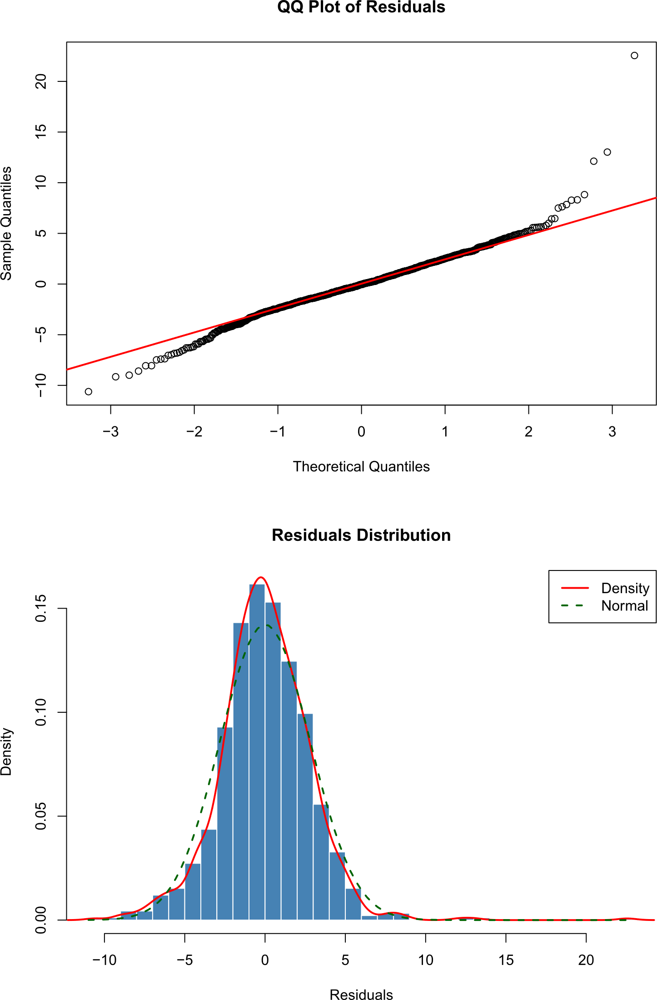 QQ Plot of Residuals
Sample Quantiles
20
15
10
5
0
−5
−10
−3 −2 −1 0 1 2 3
Theoretical Quantiles
Residuals Distribution
Density
Normal
Density
0.15
0.10
0.05
0.00
−10 −5 0 5 10 15 20
Residuals